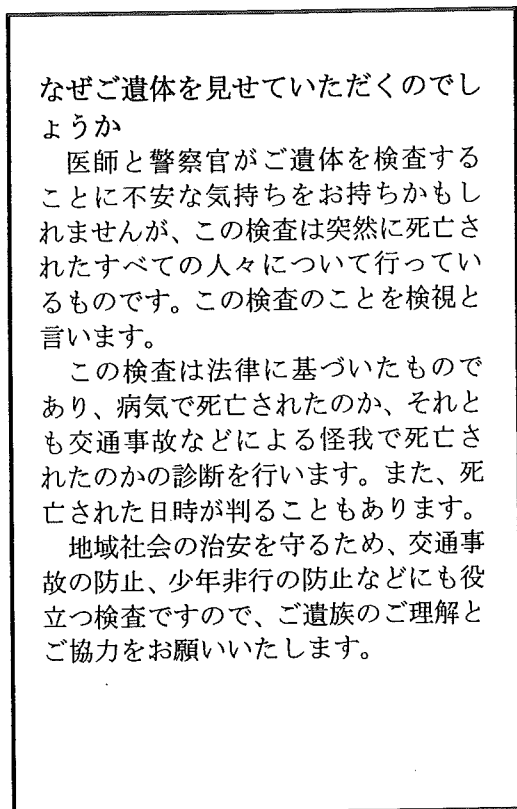 なぜご遺体を見せていただくのでし
ょうか
　医師と警察官がご遺体を検査する
ことに不安な気持ちをお持ちかもし
れませんが、この検査は突然に死亡さ
れたすべての人々について行ってい
るものです。この検査のことを検視と
言います。
　この検査は法律に基づいたもので
あり、病気で死亡されたのか、それと
も交通事故などによる怪我で死亡さ
れたのかの診断を行います。また、死
亡された日時が判ることもあります。
　地域社会の治安を守るため、交通事
故の防止、少年非行の防止などにも役
立つ検査ですので、ご遺族のご理解と
ご協力をお願いいたします。